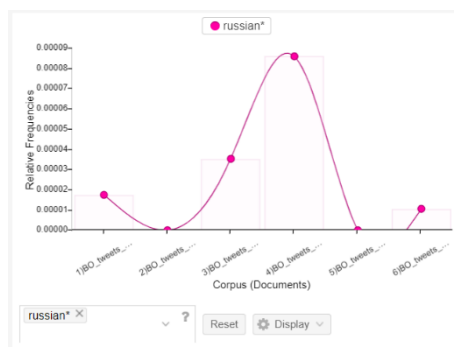 russian*
0.00009
0.00008
0.00007
0.00006
0.00005
0.00004
0.00003
0.00002
0.00001
0.00000
Relative Frequencies
1)BO_tweets_...
2)BO_tweets_...
3)BO_tweets_...
4)BO_tweets_...
5)BO_tweets_...
6)BO_tweets_...
Corpus (Documents)
russian* ×
?
Reset
Display